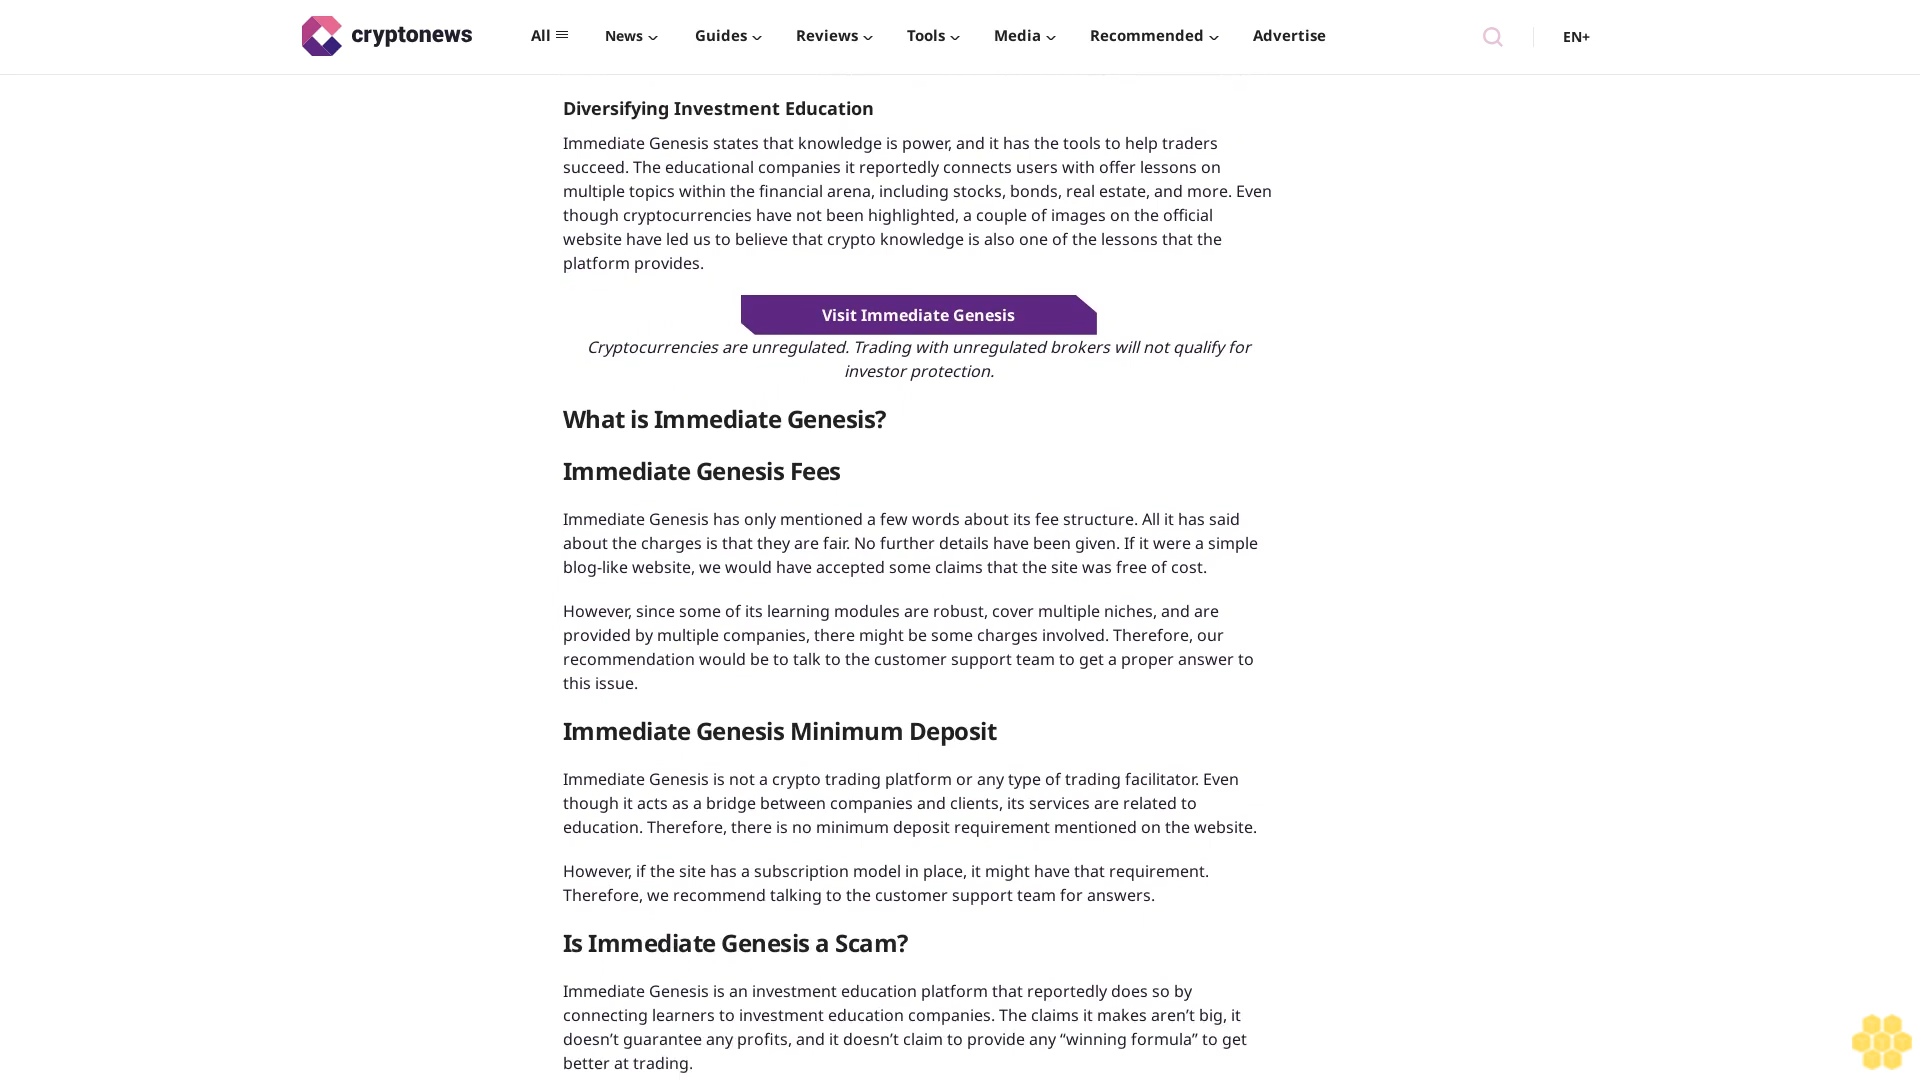 cryptonews
All
News
Guides
Reviews
Tools
Media
Recommended
Advertise
EN+
Diversifying Investment Education
Immediate Genesis states that knowledge is power, and it has the tools to help traders
succeed. The educational companies it reportedly connects users with offer lessons on
multiple topics within the financial arena, including stocks, bonds, real estate, and more. Even
though cryptocurrencies have not been highlighted, a couple of images on the official
website have led us to believe that crypto knowledge is also one of the lessons that the
platform provides.
Visit Immediate Genesis
Cryptocurrencies are unregulated. Trading with unregulated brokers will not qualify for
investor protection.
What is Immediate Genesis?
Immediate Genesis Fees
Immediate Genesis has only mentioned a few words about its fee structure. All it has said
about the charges is that they are fair. No further details have been given. If it were a simple
blog-like website, we would have accepted some claims that the site was free of cost.
However, since some of its learning modules are robust, cover multiple niches, and are
provided by multiple companies, there might be some charges involved. Therefore, our
recommendation would be to talk to the customer support team to get a proper answer to
this issue.
Immediate Genesis Minimum Deposit
Immediate Genesis is not a crypto trading platform or any type of trading facilitator. Even
though it acts as a bridge between companies and clients, its services are related to
education. Therefore, there is no minimum deposit requirement mentioned on the website.
However, if the site has a subscription model in place, it might have that requirement.
Therefore, we recommend talking to the customer support team for answers.
Is Immediate Genesis a Scam?
Immediate Genesis is an investment education platform that reportedly does so by
connecting learners to investment education companies. The claims it makes aren’t big, it
doesn’t guarantee any profits, and it doesn’t claim to provide any “winning formula” to get
better at trading.